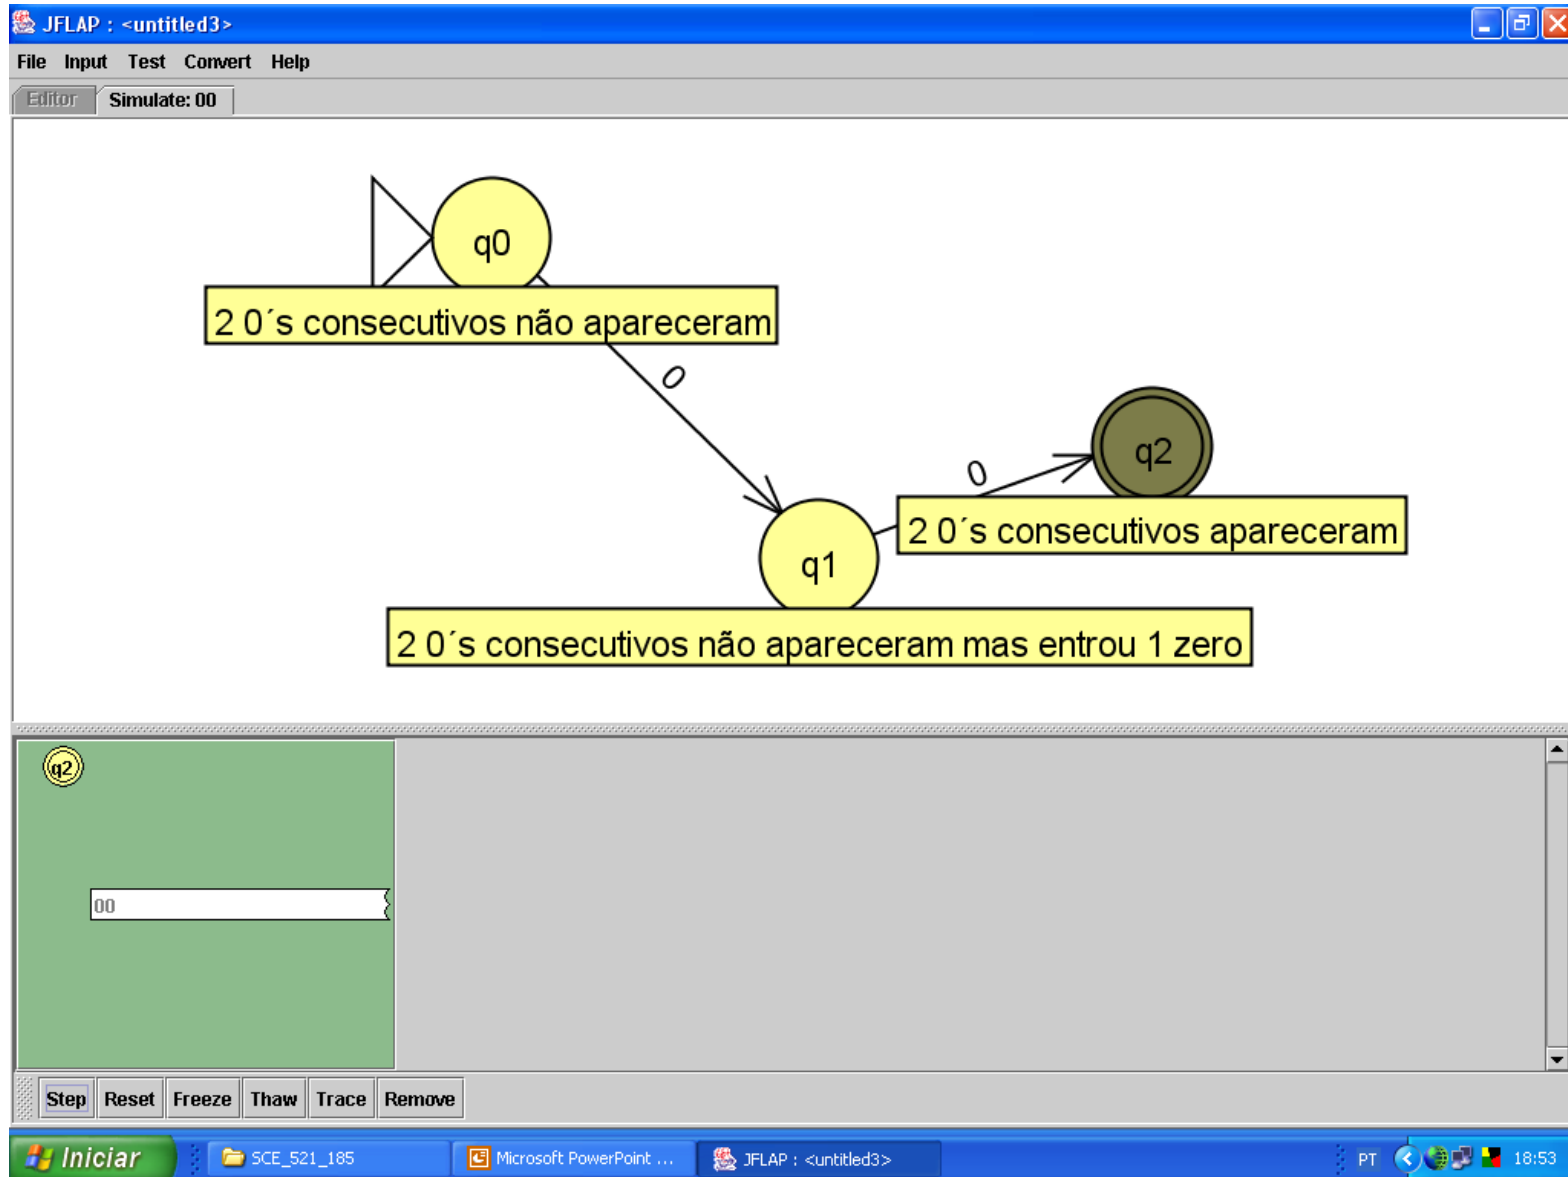 JFLAP : <untitled3>
File Input Test Convert Help
Editor Simulate: 00
q0
2 0´s consecutivos não apareceram
0
0
q2
2 0´s consecutivos apareceram
q1
2 0´s consecutivos não apareceram mas entrou 1 zero
q2
00
Step Reset Freeze Thaw Trace Remove
Iniciar SCE_521_185 Microsoft PowerPoint ... JFLAP : <untitled3> PT 18:53